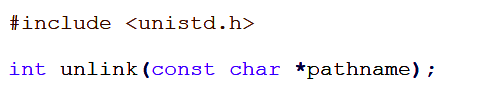 #include <unistd.h>
int unlink(const char *pathname);